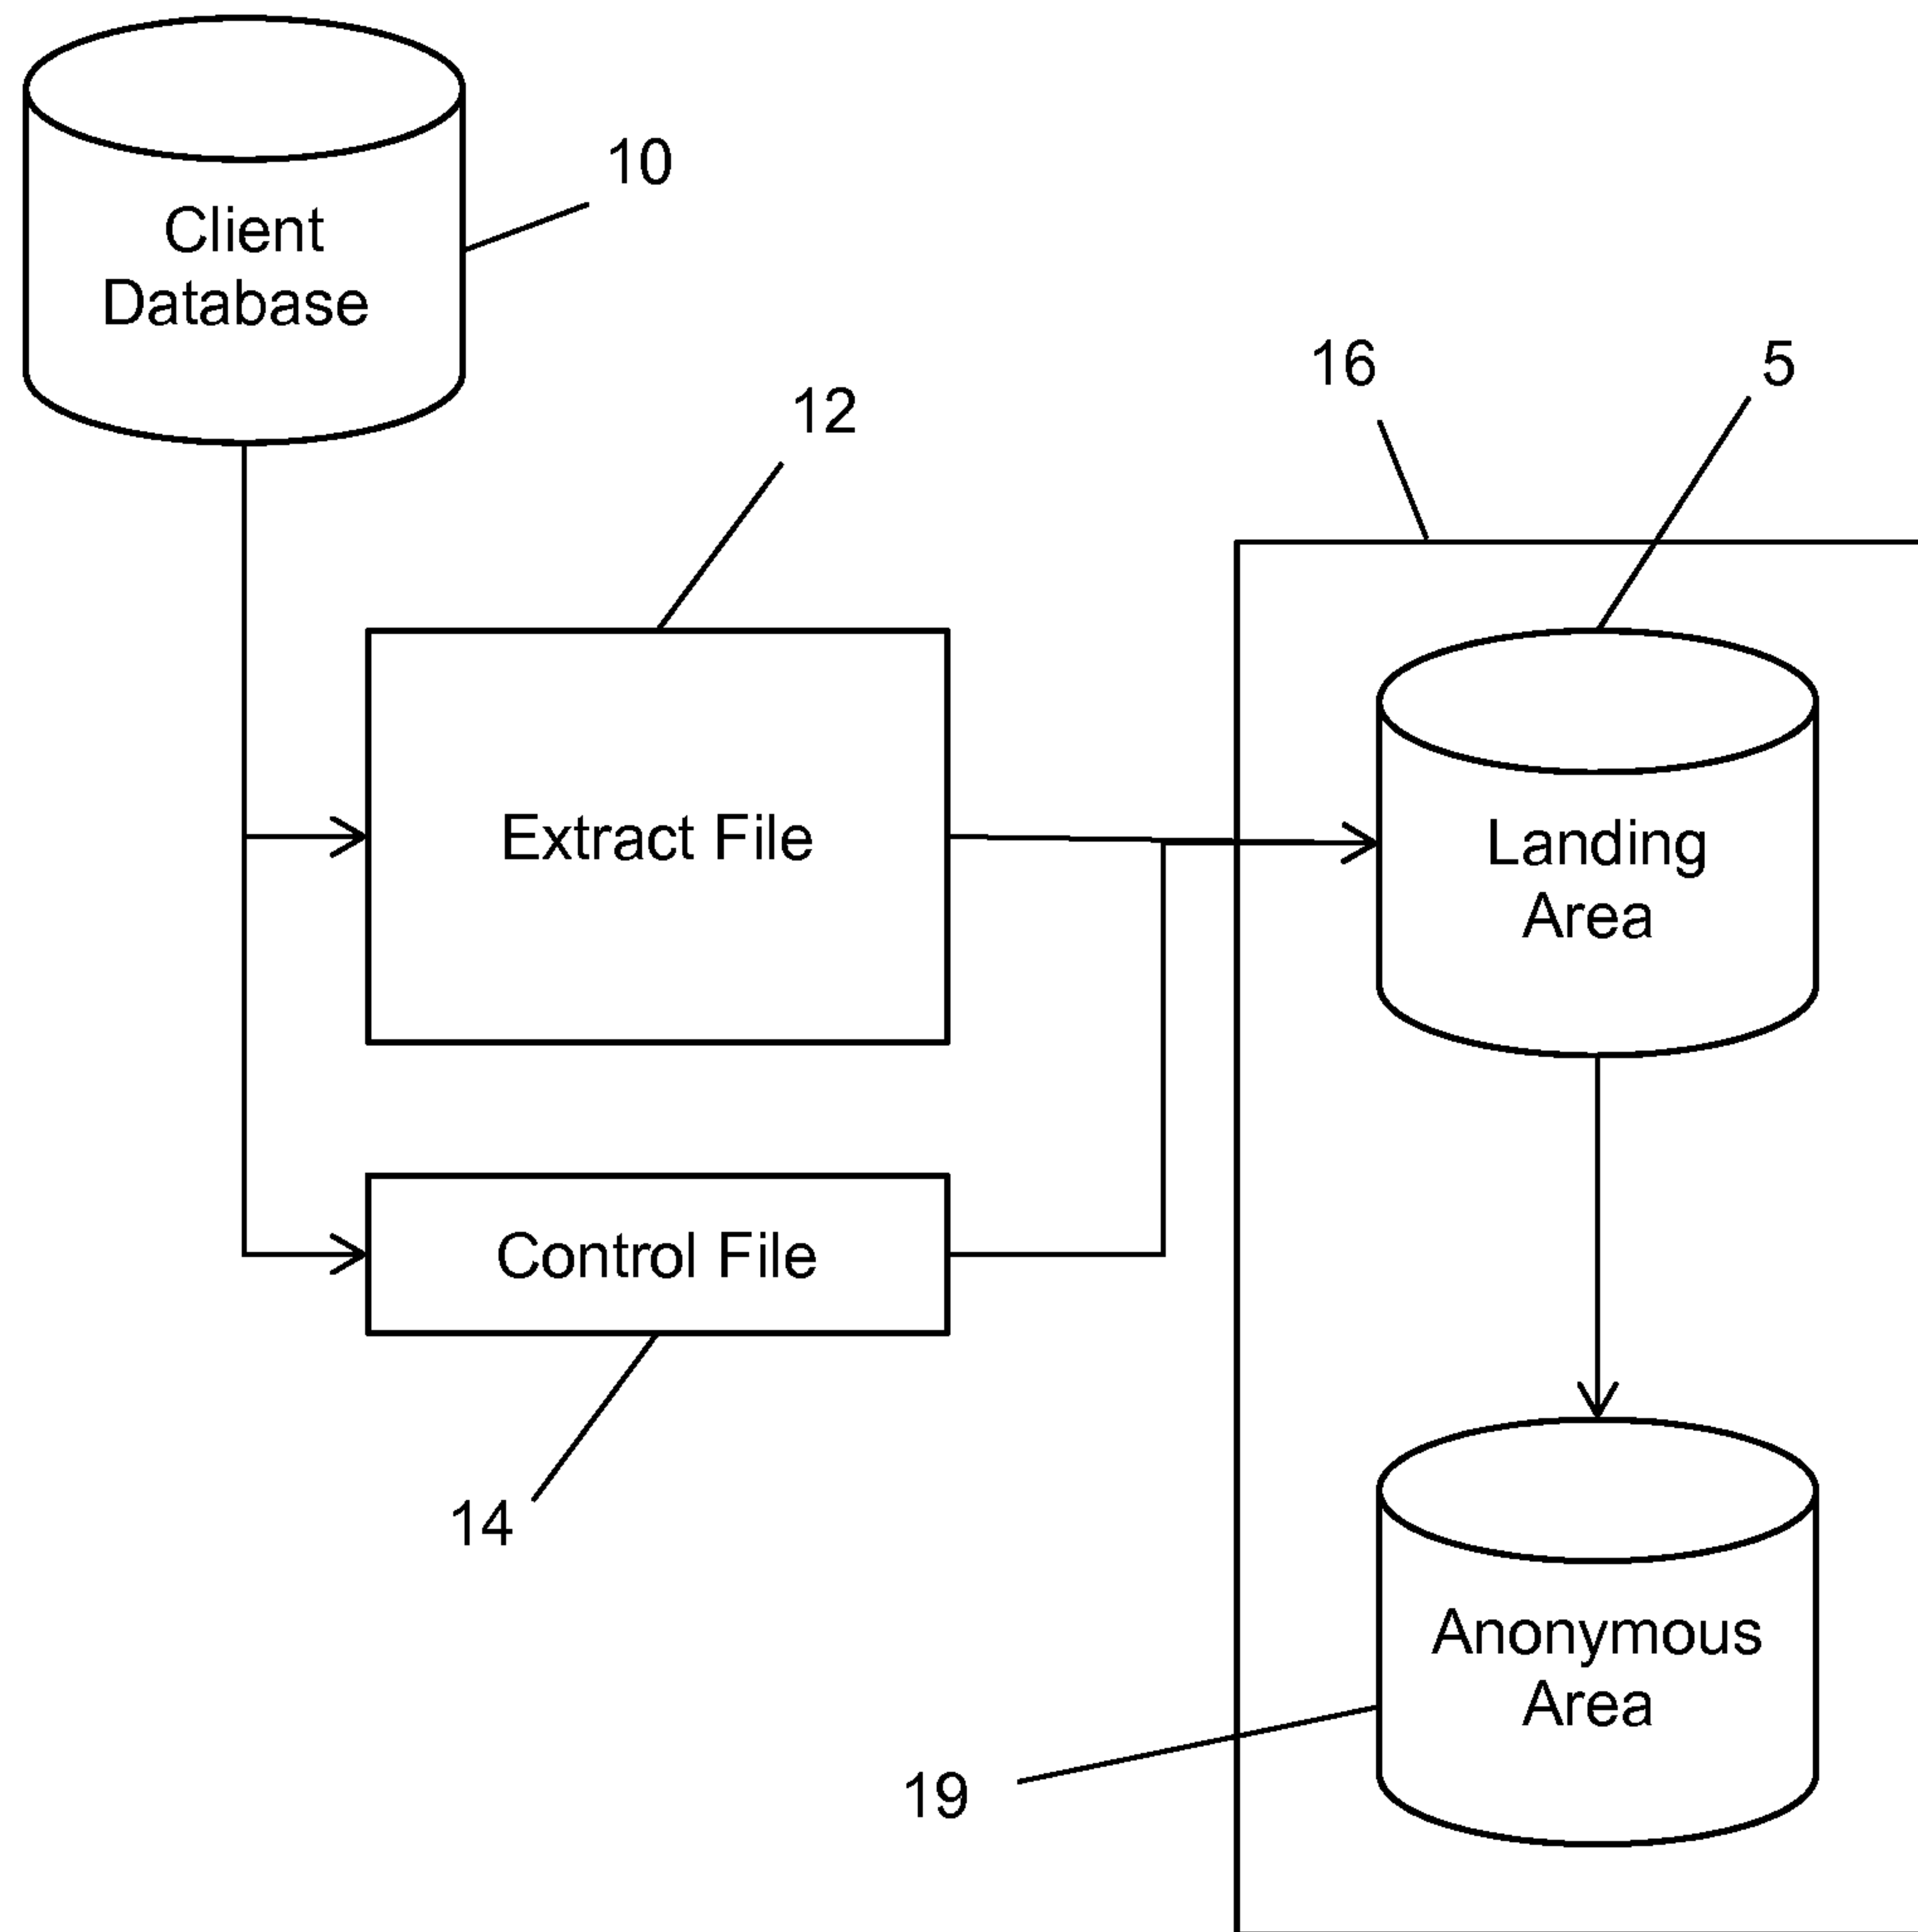 10
Client
Database
16
5
12
Extract File
Landing
Area
Control File
14
Anonymous
Area
19